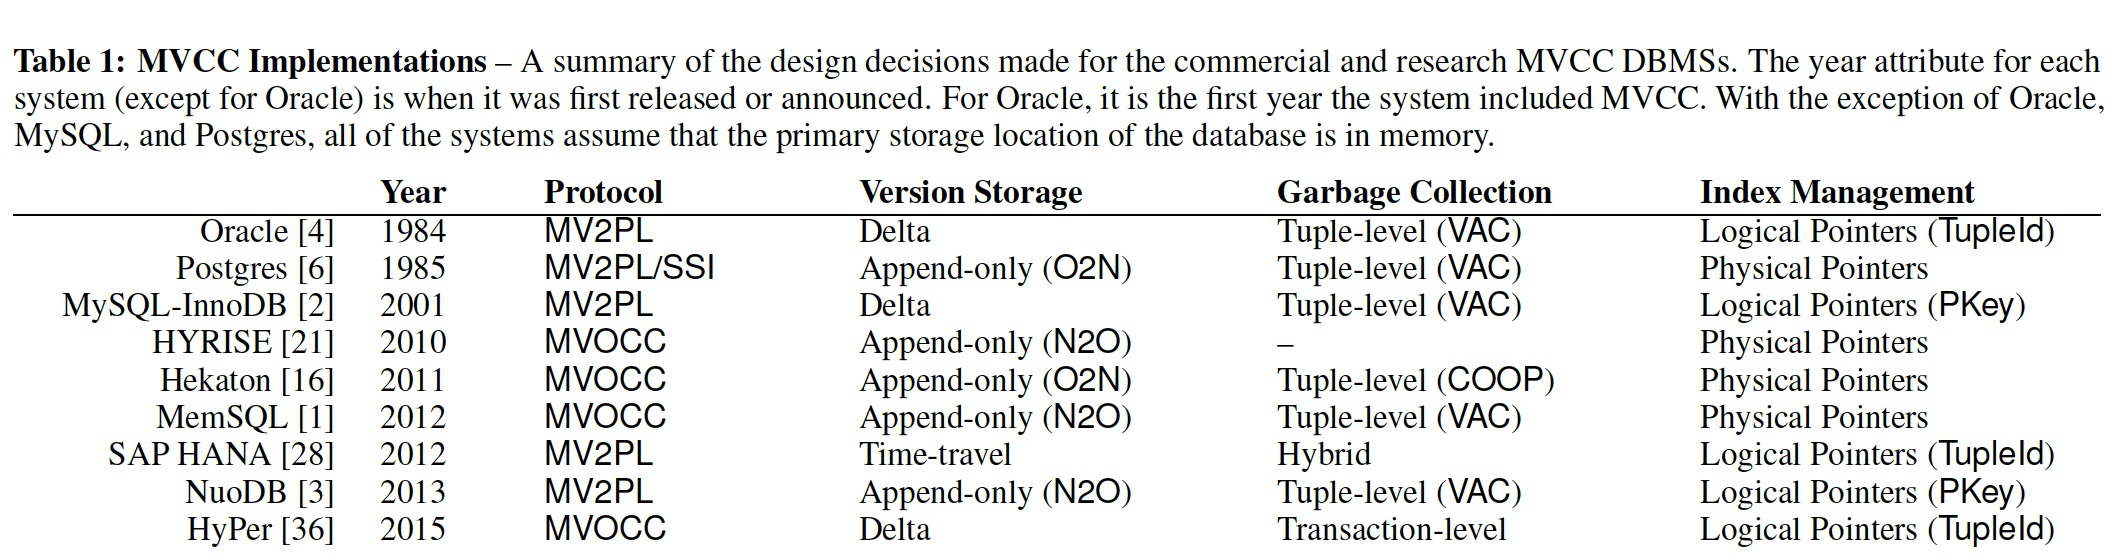 Table 1: MVCC Implementations – A summary of the design decisions made for the commercial and research MVCC DBMSs. The year attribute for each
system (except for Oracle) is when it was first released or announced. For Oracle, it is the first year the system included MVCC. With the exception of Oracle,
MySQL, and Postgres, all of the systems assume that the primary storage location of the database is in memory.
Year Protocol Version Storage Garbage Collection Index Management
Oracle [4] 1984 MV2PL Delta Tuple-level (VAC) Logical Pointers (TupleId)
Postgres [6] 1985 MV2PL/SSI Append-only (O2N) Tuple-level (VAC) Physical Pointers
MySQL-InnoDB [2] 2001 MV2PL Delta Tuple-level (VAC) Logical Pointers (PKey)
HYRISE [21] 2010 MVOCC Append-only (N2O) – Physical Pointers
Hekaton [16] 2011 MVOCC Append-only (O2N) Tuple-level (COOP) Physical Pointers
MemSQL [1] 2012 MVOCC Append-only (N2O) Tuple-level (VAC) Physical Pointers
SAP HANA [28] 2012 MV2PL Time-travel Hybrid Logical Pointers (TupleId)
NuoDB [3] 2013 MV2PL Append-only (N2O) Tuple-level (VAC) Logical Pointers (PKey)
HyPer [36] 2015 MVOCC Delta Transaction-level Logical Pointers (TupleId)